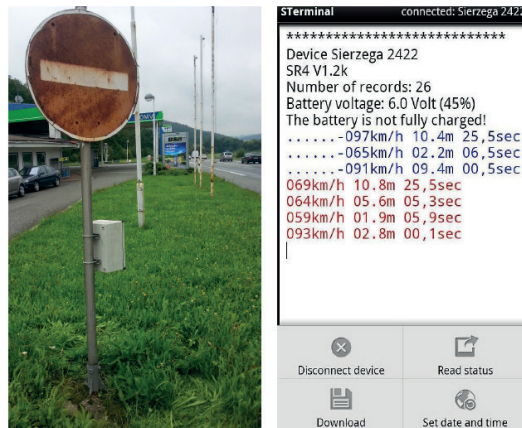 OMV
STerminal connected: Sierzega 2422
***************************
Device Sierzega 2422
SR4 V1.2k
Number of records: 26
Battery voltage: 6.0 Volt (45%)
The battery is not fully charged!
......-097km/h 10.4m 25,5sec
......-065km/h 02.2m 06,5sec
......-091km/h 09.4m 00,5sec
069km/h 10.8m 25,5sec
064km/h 05.6m 05,3sec
059km/h 01.9m 05,9sec
093km/h 02.8m 00,1sec
Disconnect device Read status
Download Set date and time